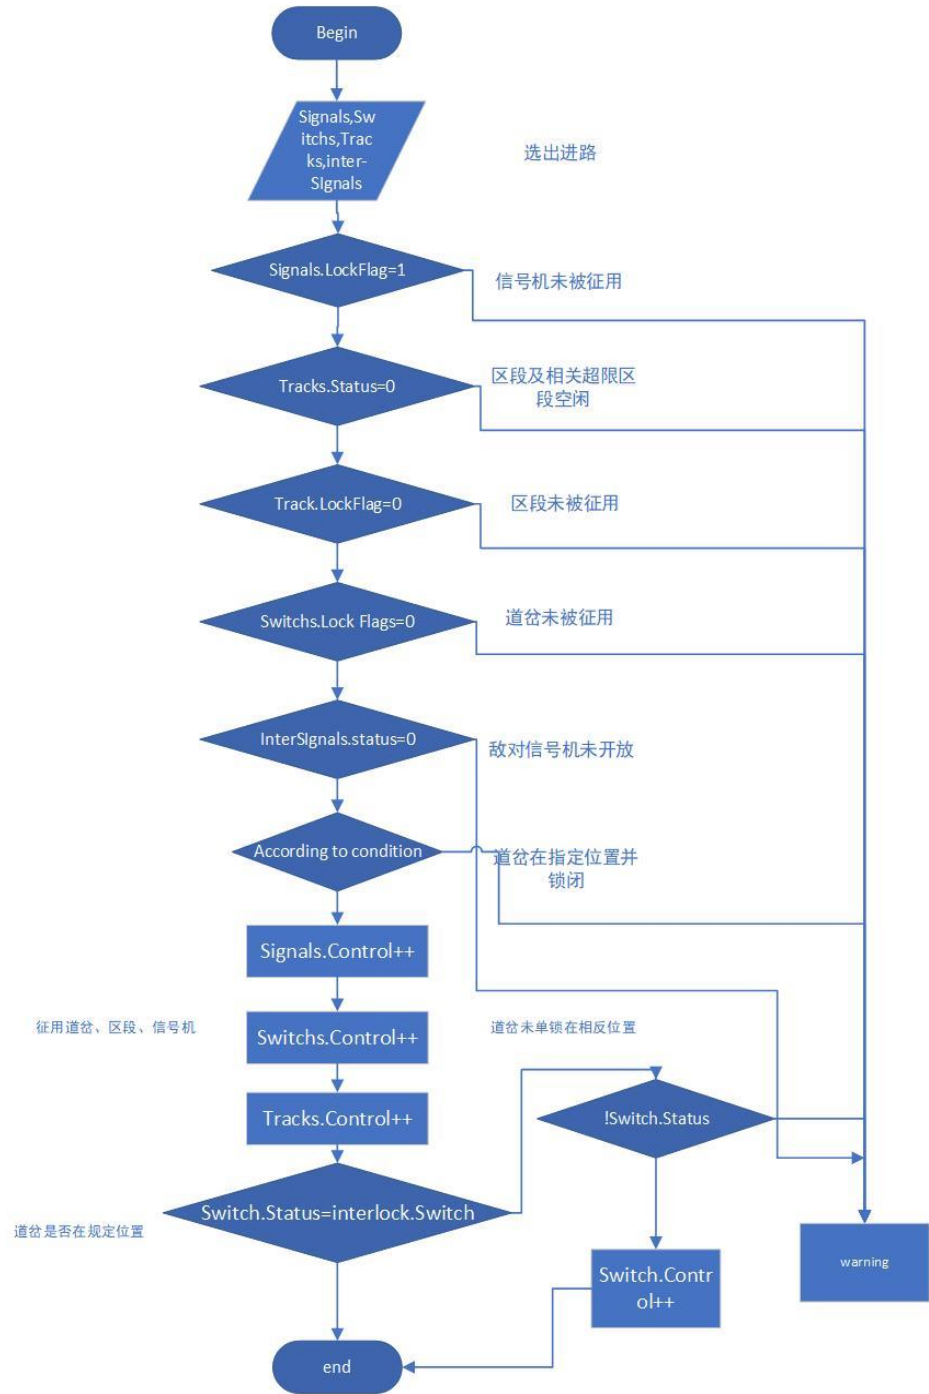 Begin
Signals,Sw
itchs,Trac
ks,inter-
SIgnals
选出进路
Signals.LockFlag=1
信号机未被征用
Tracks.Status=0
区段及相关超限区
段空闲
Track.LockFlag=0
区段未被征用
Switchs.Lock Flags=0
道岔未被征用
InterSIgnals.status=0
敌对信号机未开放
According to condition
道岔在指定位置并
锁闭
Signals.Control++
征用道岔、区段、信号机
Switchs.Control++
道岔未单锁在相反位置
Tracks.Control++
!Switch.Status
Switch.Status=interlock.Switch
道岔是否在规定位置
warning
Switch.Contr
ol++
end